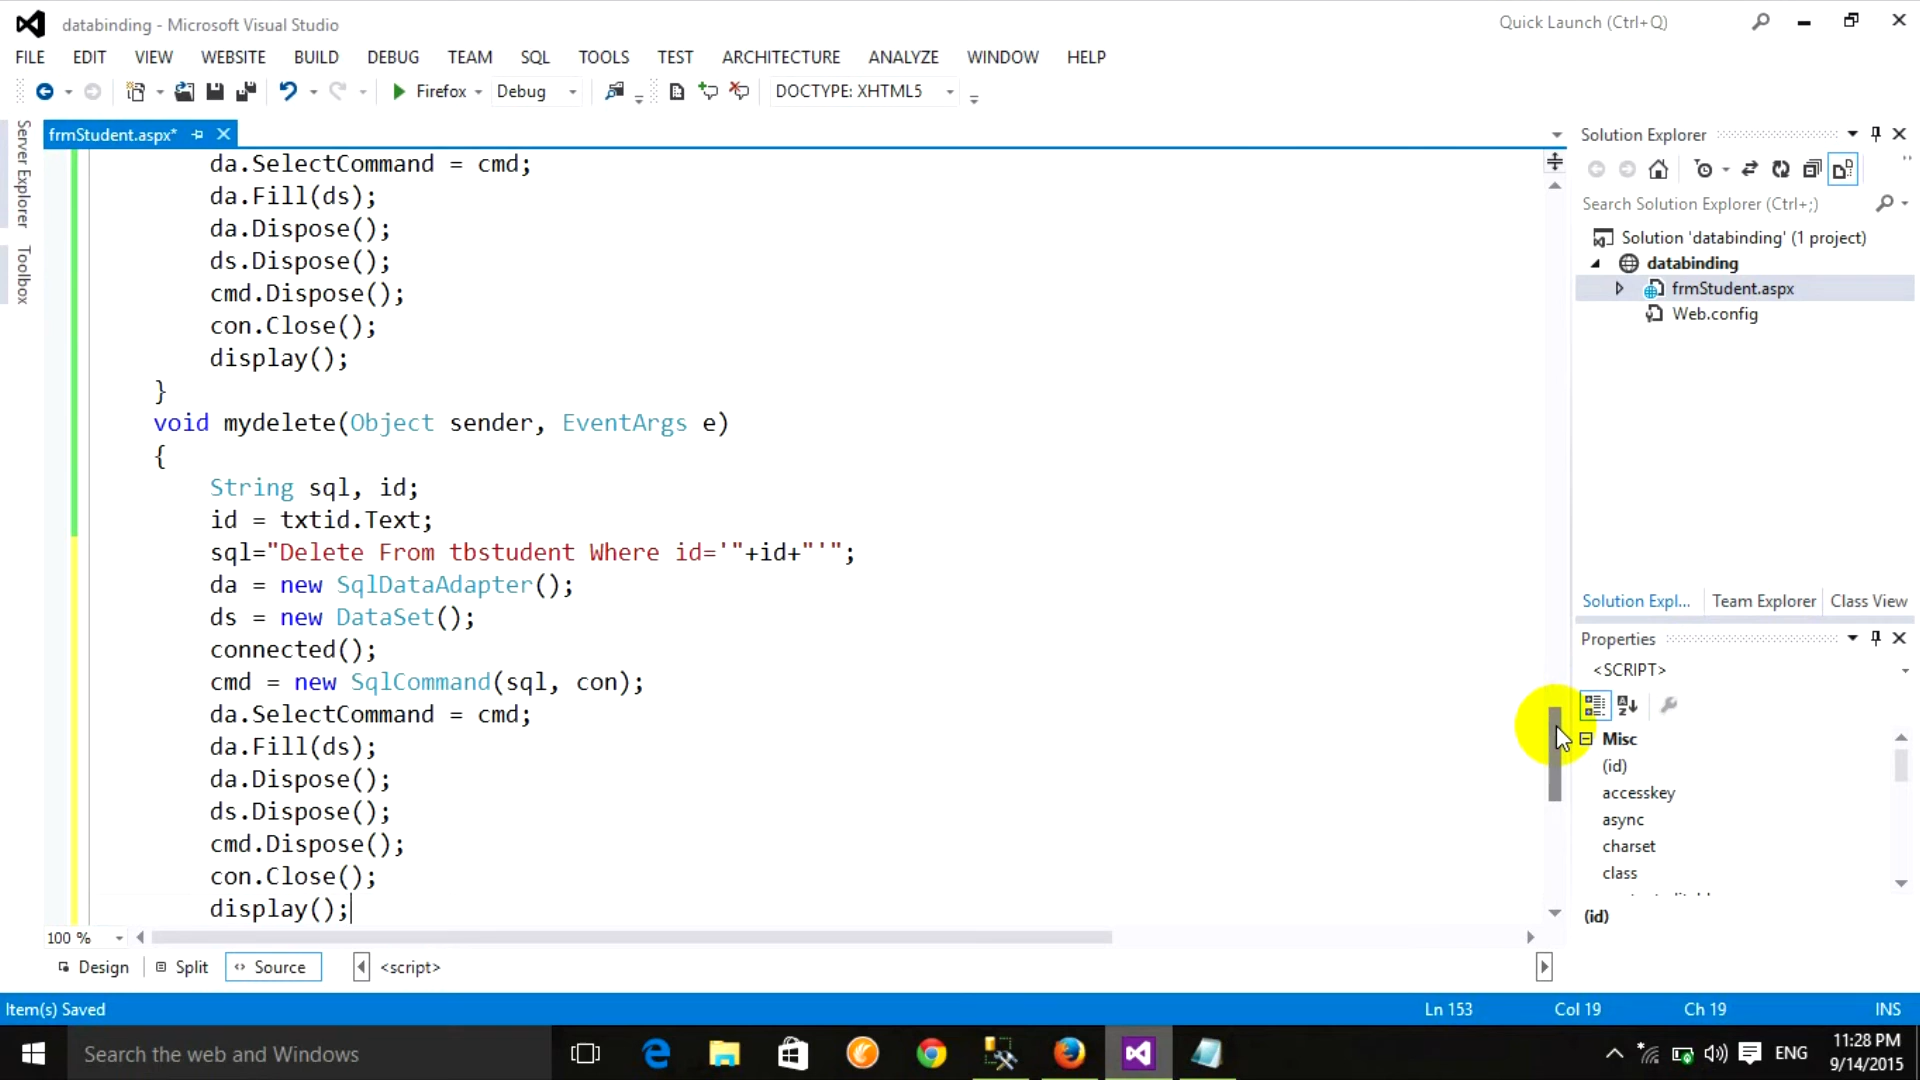 databinding - Microsoft Visual Studio
Quick Launch (Ctrl+Q)
FILE EDIT VIEW WEBSITE BUILD DEBUG TEAM SQL TOOLS TEST ARCHITECTURE ANALYZE WINDOW HELP
Firefox Debug DOCTYPE: XHTML5
Server Explorer
Toolbox
frmStudent.aspx*
da.SelectCommand = cmd;
da.Fill(ds);
da.Dispose();
ds.Dispose();
cmd.Dispose();
con.Close();
display();
}
void mydelete(Object sender, EventArgs e)
{
String sql, id;
id = txtid.Text;
sql="Delete From tbstudent Where id='"+id+"'";
da = new SqlDataAdapter();
ds = new DataSet();
connected();
cmd = new SqlCommand(sql, con);
da.SelectCommand = cmd;
da.Fill(ds);
da.Dispose();
ds.Dispose();
cmd.Dispose();
con.Close();
display();
100 %
Design Split Source <script>
Solution Explorer
Search Solution Explorer (Ctrl+;)
Solution 'databinding' (1 project)
databinding
frmStudent.aspx
Web.config
Solution Expl... Team Explorer Class View
Properties
<SCRIPT>
Misc
(id)
accesskey
async
charset
class
(id)
Item(s) Saved Ln 153 Col 19 Ch 19 INS
Search the web and Windows
ENG
11:28 PM
9/14/2015